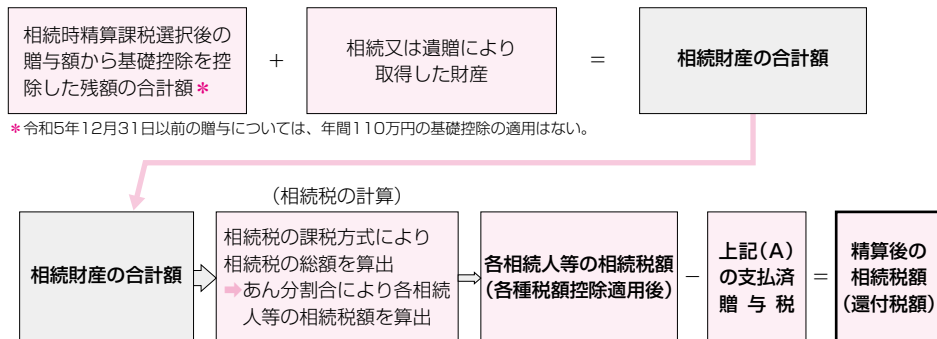 相続時精算課税選択後の
贈与額から基礎控除を控
除した残額の合計額＊
＋
相続又は遺贈により
取得した財産
＝
相続財産の合計額
＊令和5年12月31日以前の贈与については、年間110万円の基礎控除の適用はない。
（相続税の計算）
相続財産の合計額
相続税の課税方式により
相続税の総額を算出
➡あん分割合により各相続
人等の相続税額を算出
各相続人等の相続税額
（各種税額控除適用後）
−
上記（A）
の支払済
贈与税
＝
精算後の
相続税額
（還付税額）